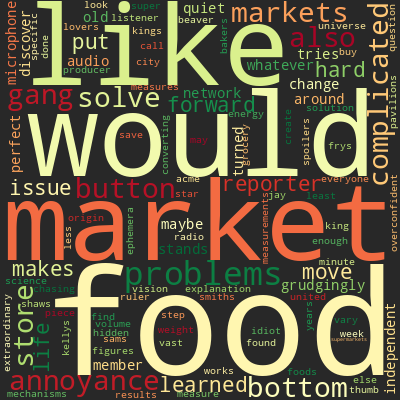 microphone
specific
discover
done
lovers
look
super
old
listener
beaver
kings
quiet
bakers
markets
universe
buy
complicated
question
pavilions
like
put
audio
call
city
producer
also
tries
whatever
hard
gang
solve
measures
network
forward
change
around
solution
perfect
would
save
converting
may
turned
grocery
energy
create
spoilers
frys
issue
button
acme
star
reporter
vjay
least
everyone
overconfident
market
origin
less
ephemera
maybe
radio
stands
measurements
king
enough
minute
makes
problems
move
grudgingly
science
chasing
vision
explanation
ruler
smiths
united
years
vary
independent
extraordinary
store
shaws
piece
life
kellys
find
volume
hidden
sams
figures
food
step
weight
vast
idiot
found
week
supermarkets
foods
annoyance
member
learned
works
bottom
else
thumb
mechanisms
results
measure